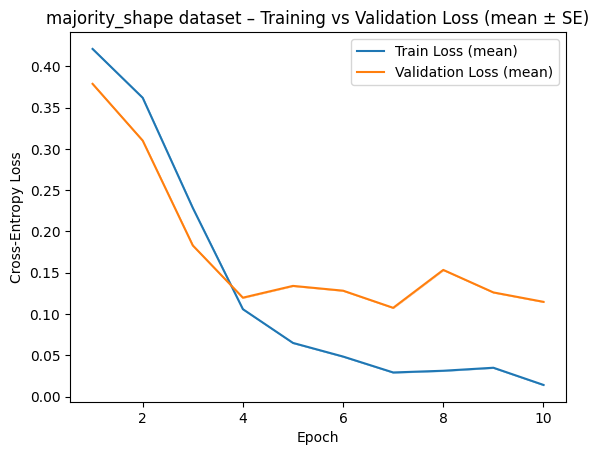 majority_shape dataset – Training vs Validation Loss (mean ± SE)
Train Loss (mean)
Validation Loss (mean)
Cross-Entropy Loss
0.40
0.35
0.30
0.25
0.20
0.15
0.10
0.05
0.00
2 4 6 8 10
Epoch